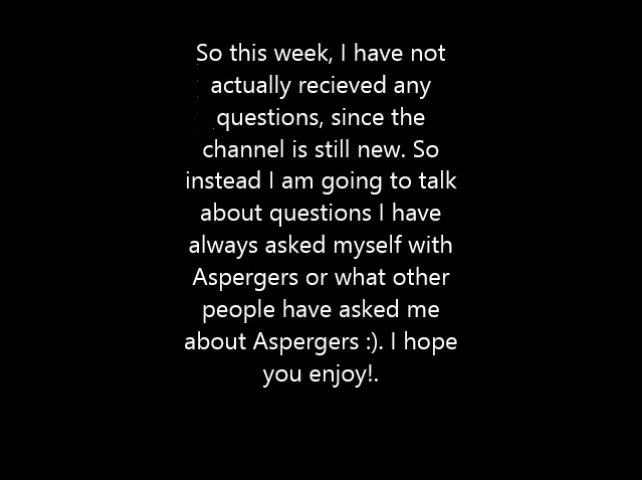 So this week, I have not
actually recieved any
questions, since the
channel is still new. So
instead I am going to talk
about questions I have
always asked myself with
Aspergers or what other
people have asked me
about Aspergers :). I hope
you enjoy!.